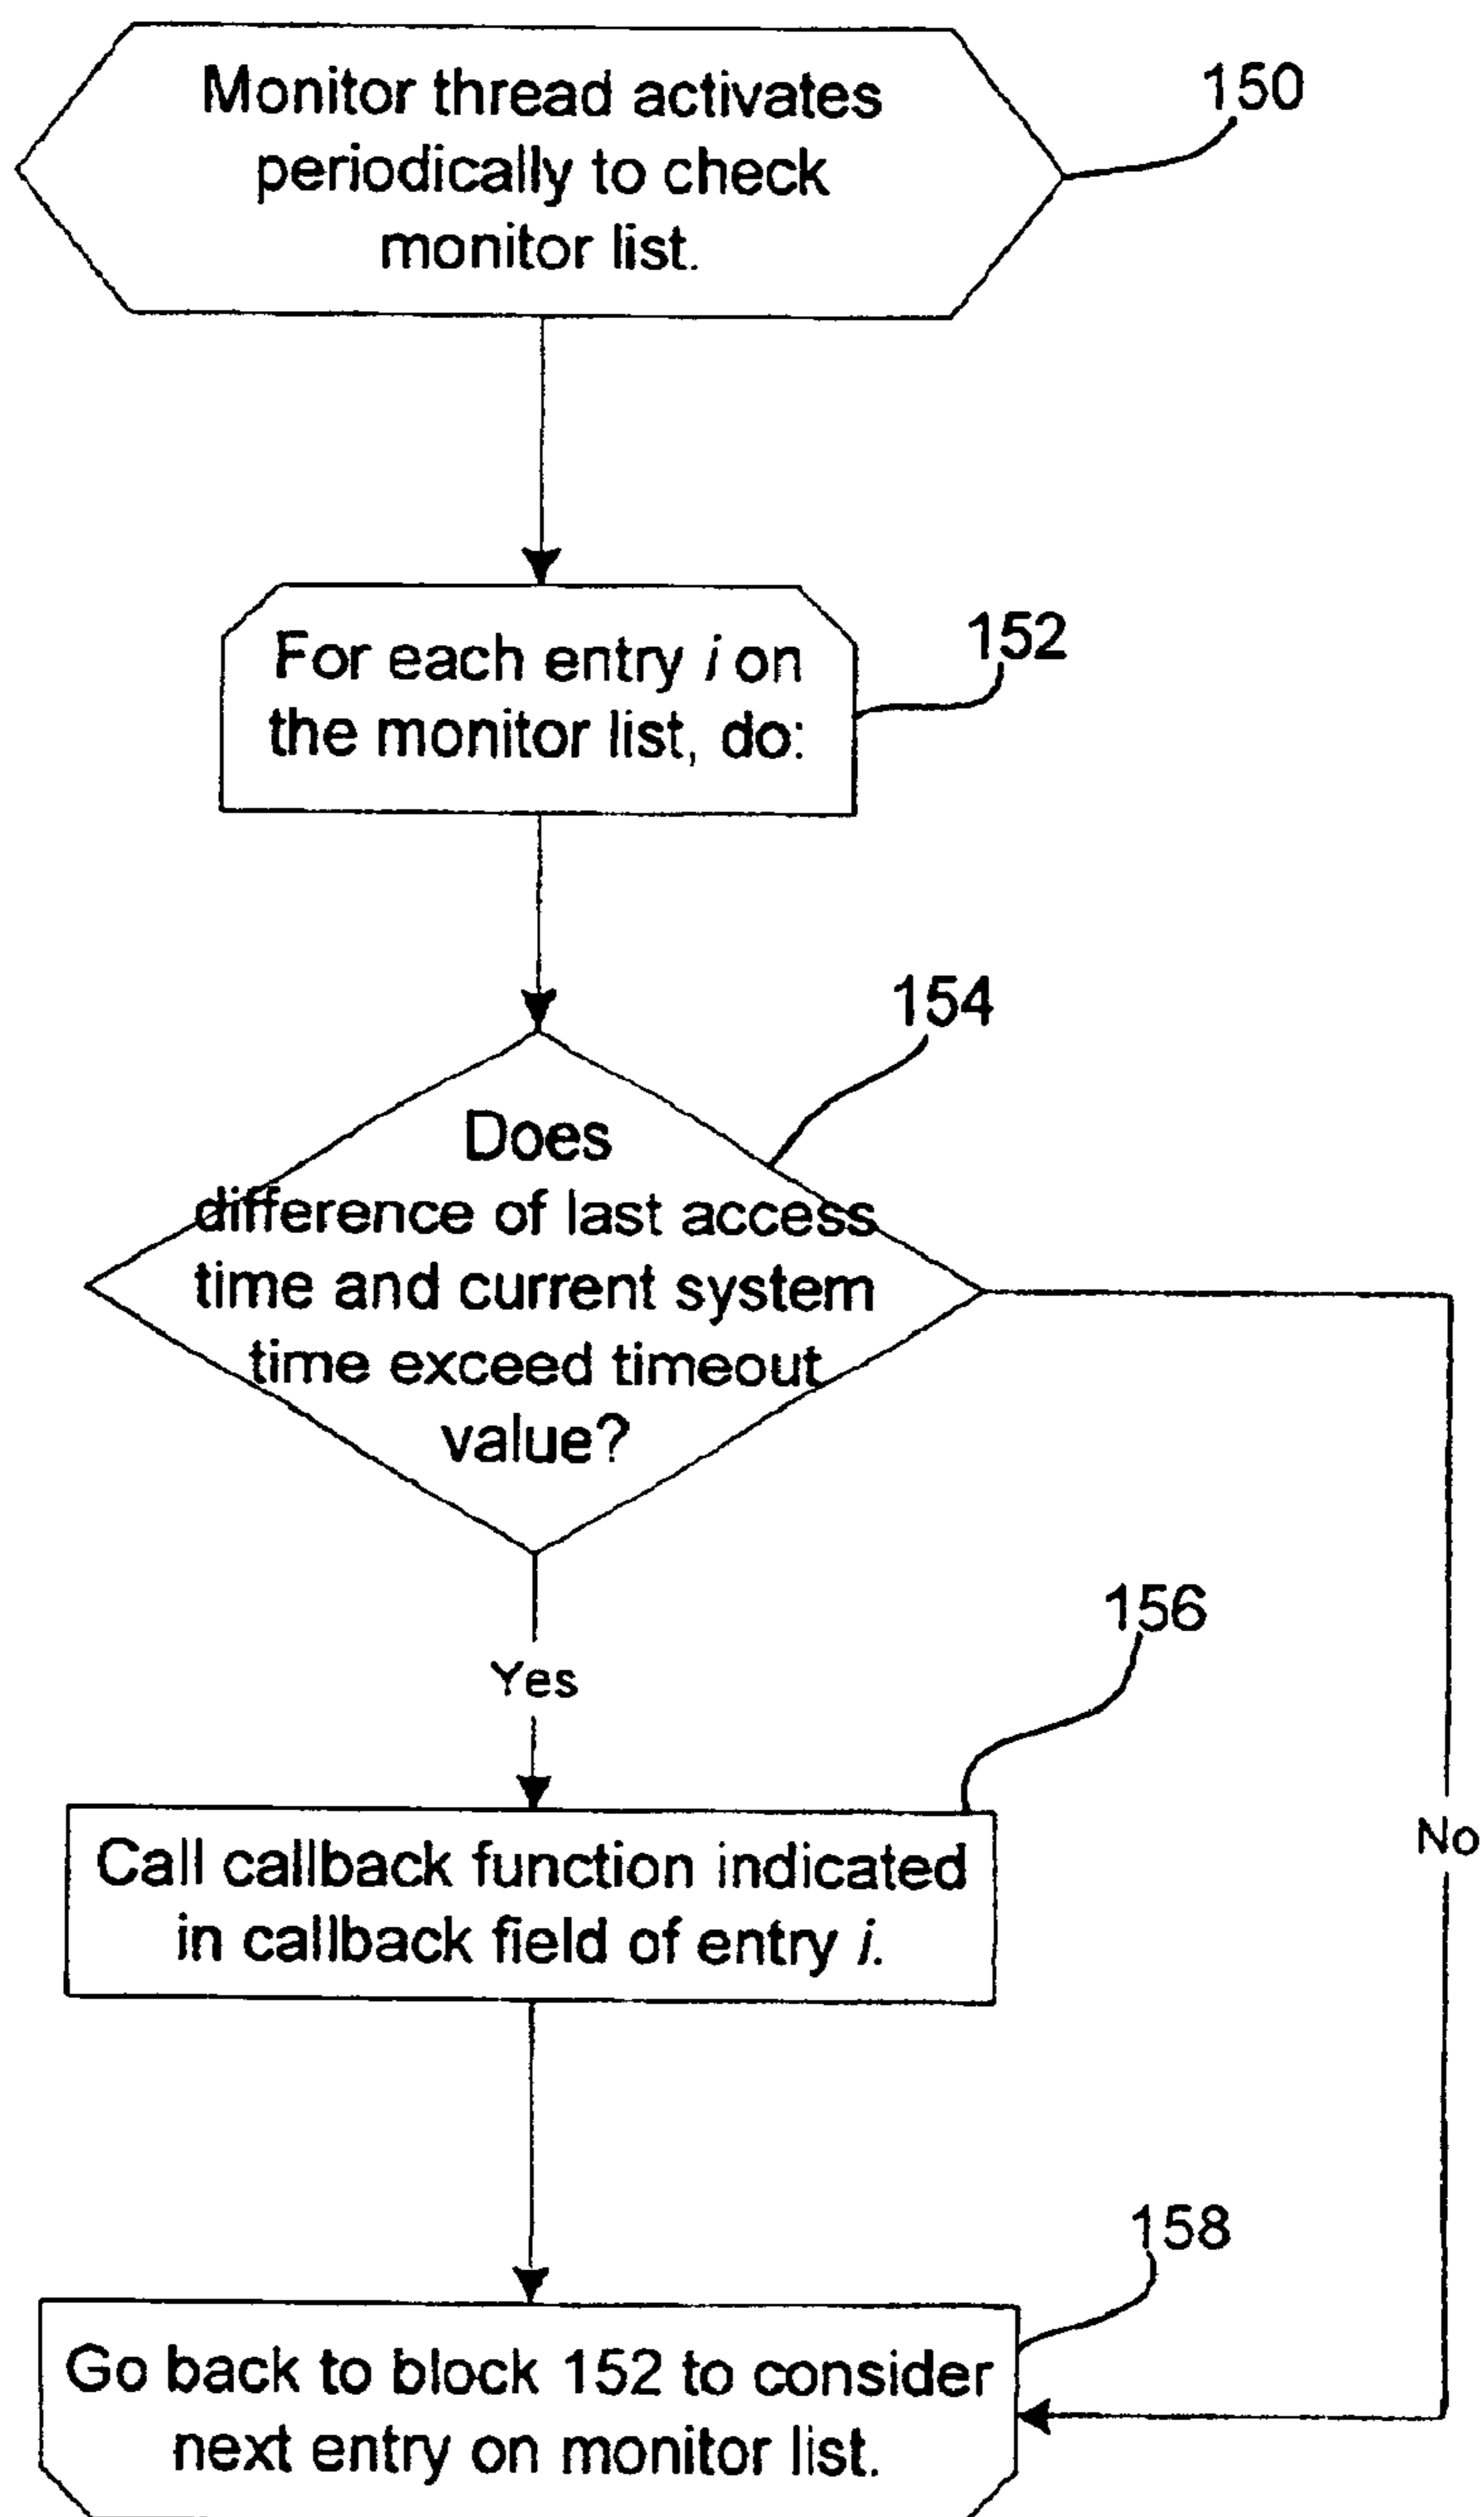 Monitor thread activates
periodically to check
monitor list.
150
For each entry i on
the monitor list, do:
152
154
Does
difference of last access
time and current system
time exceed timeout
value?
156
Yes
No
Call callback function indicated
in callback field of entry i.
158
Go back to block 152 to consider
next entry on monitor list.